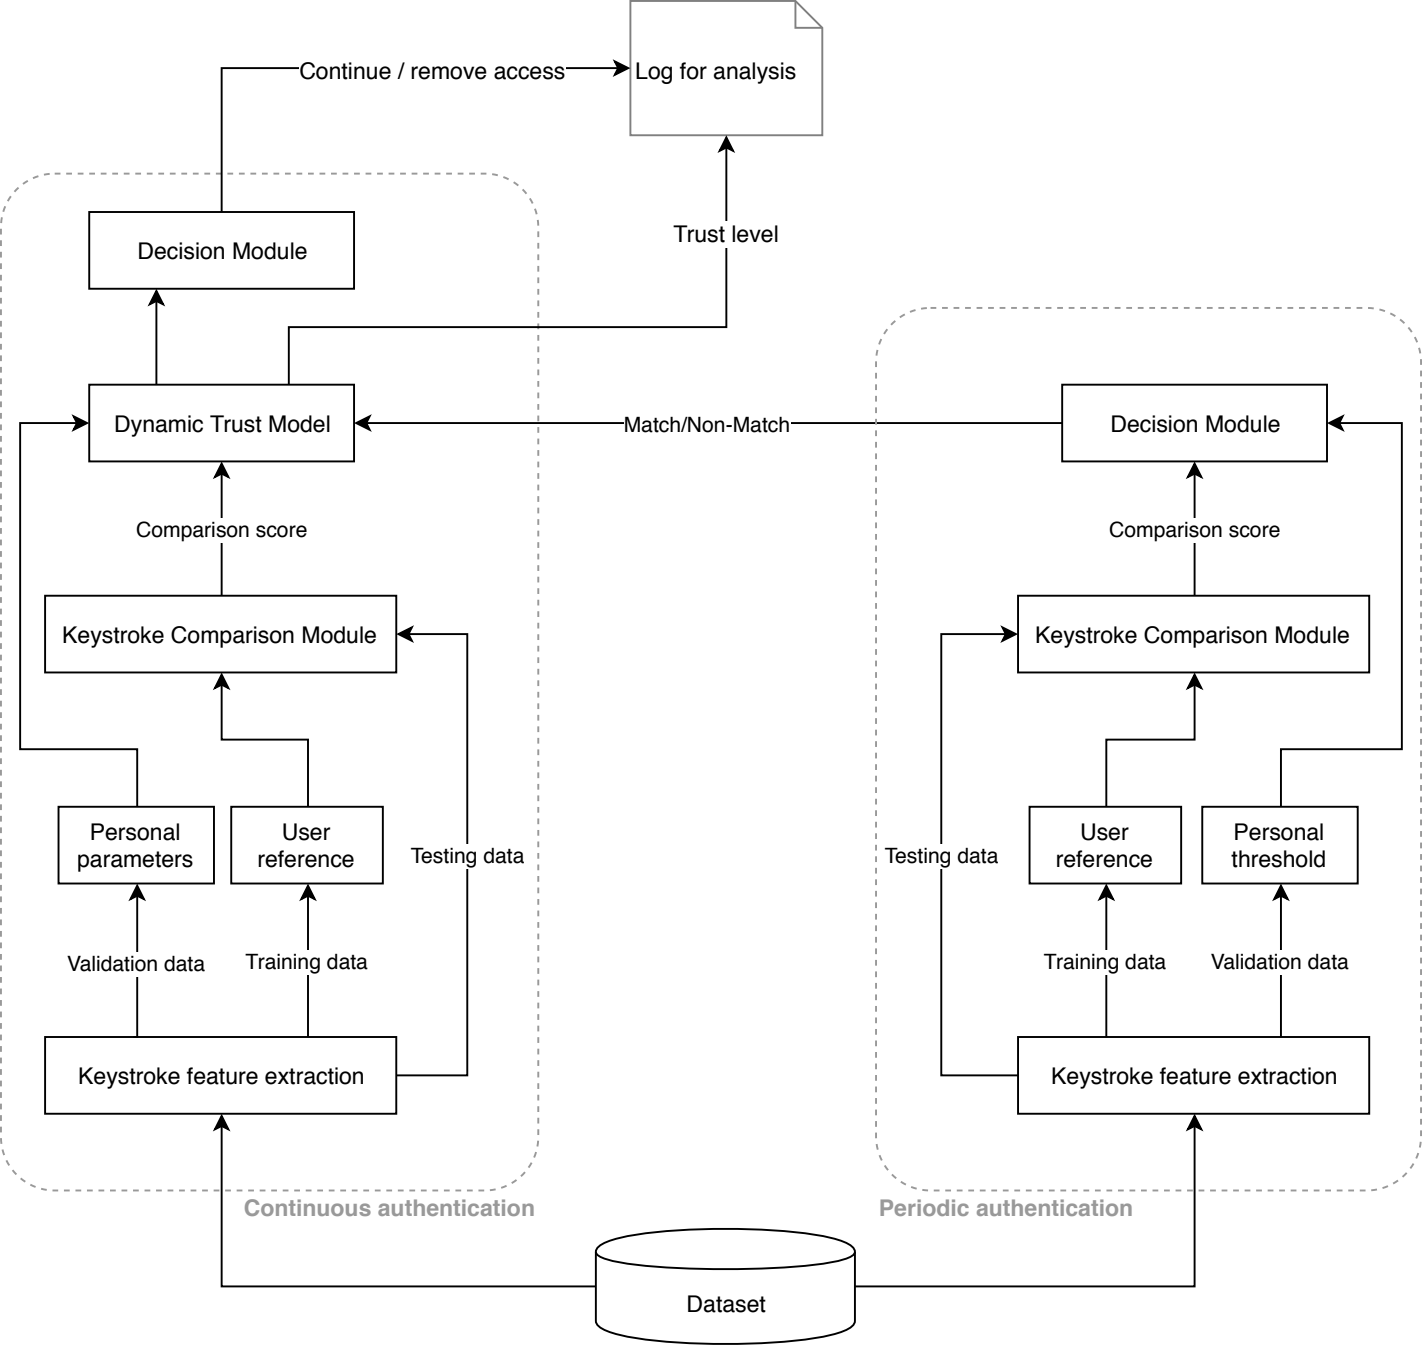 Continue / remove access
Log for analysis
Trust level
Decision Module
Dynamic Trust Model
Match/Non-Match
Decision Module
Comparison score
Comparison score
Keystroke Comparison Module
Keystroke Comparison Module
Personal
parameters
User
reference
Testing data
Testing data
User
reference
Personal
threshold
Validation data
Training data
Training data
Validation data
Keystroke feature extraction
Keystroke feature extraction
Continuous authentication
Periodic authentication
Dataset